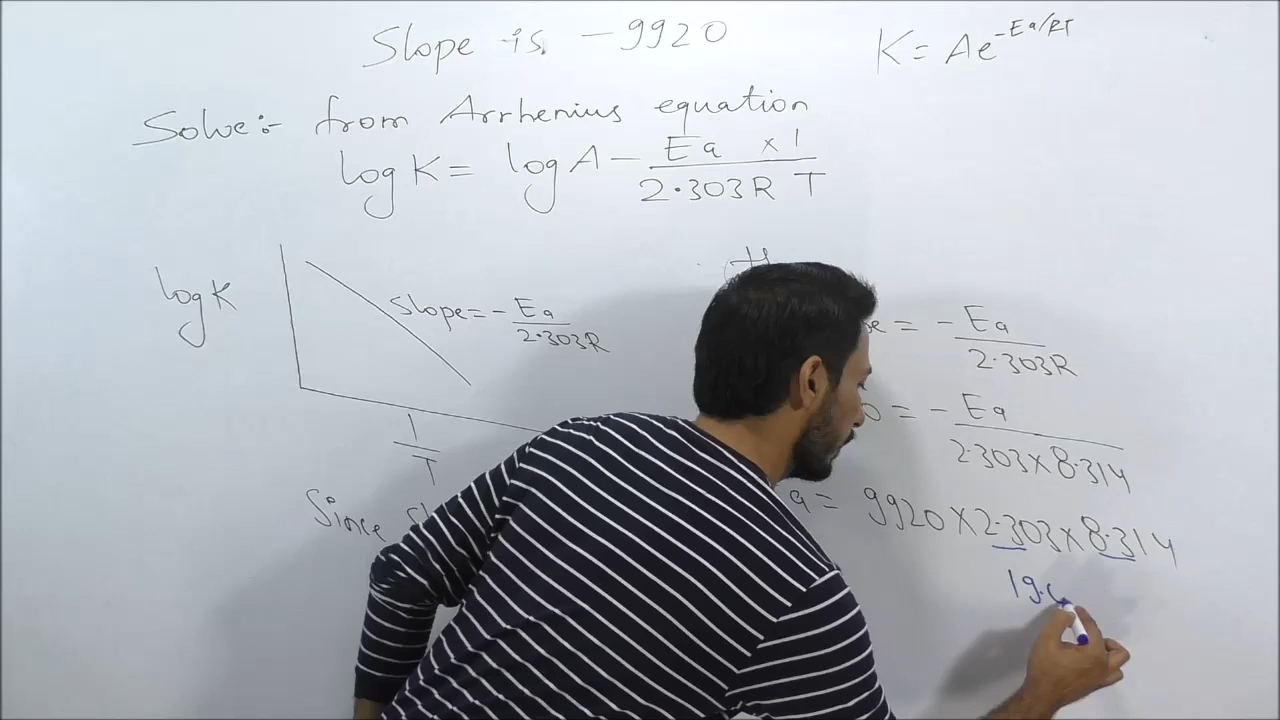 Slope is. -9920
K = Ae^-Ea/RT
Solve:- from Arrhenius equation
log K = log A - Ea × 1
2.303R T
log K
Slope = - Ea
2.303R
1
T
= - Ea
2.303R
0 = - Ea
2.303×8.314
Since
a = 9920×2.303×8.314
19.